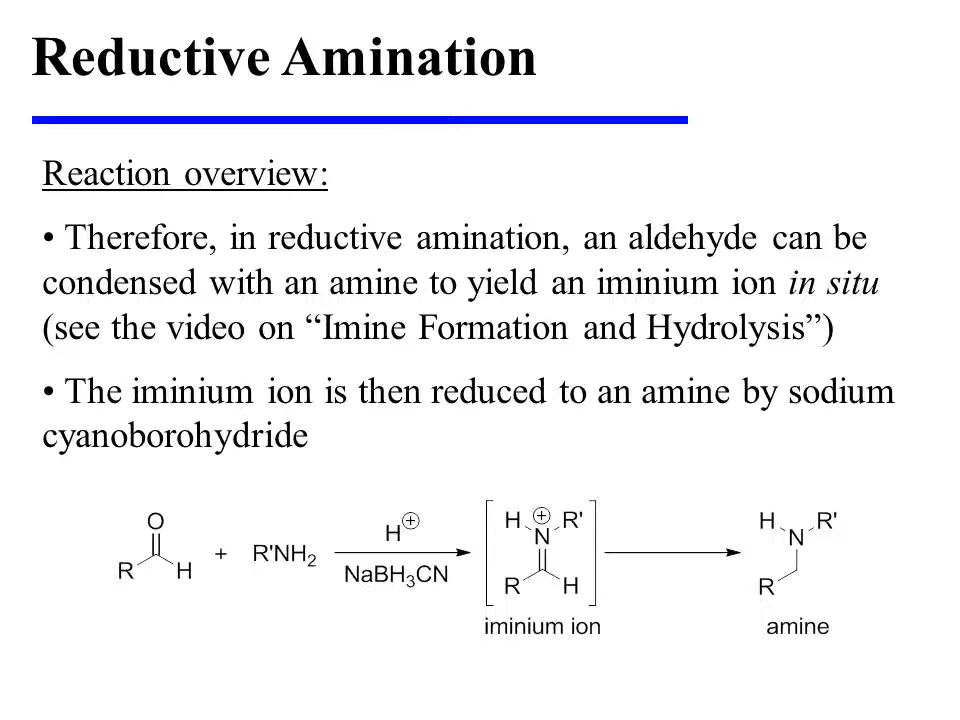 Reductive Amination
Reaction overview:
• Therefore, in reductive amination, an aldehyde can be
condensed with an amine to yield an iminium ion in situ
(see the video on “Imine Formation and Hydrolysis”)
• The iminium ion is then reduced to an amine by sodium
cyanoborohydride
O
R H
+
R'NH₂
H⊕
NaBH₃CN
H ⊕ R'
N
R H
iminium ion
H R'
N
R
amine